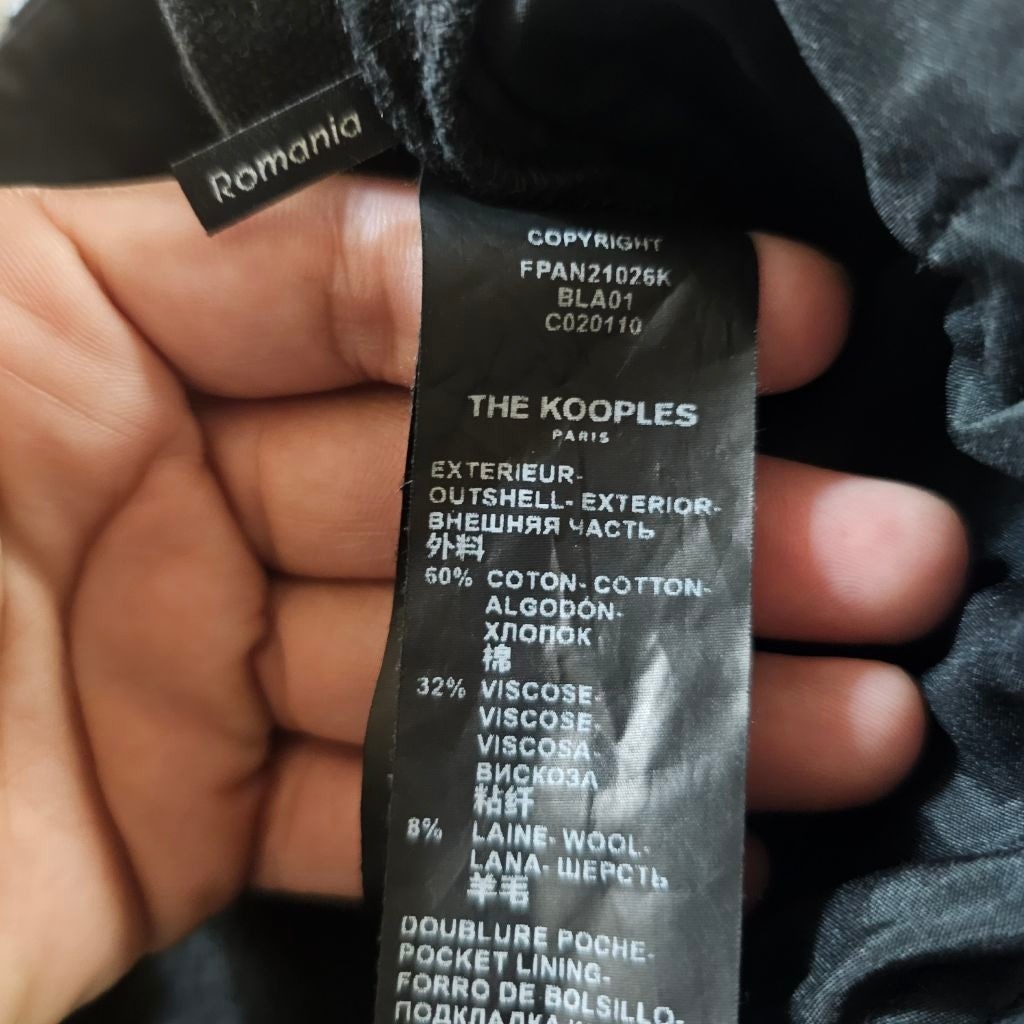 Romania
COPYRIGHT
FPAN21026K
BLA01
C020110
THE KOOPLES
PARIS
EXTERIEUR-
OUTSHELL- EXTERIOR-
ВНЕШНЯЯ ЧАСТЬ
外料
60% COTON- COTTON-
ALGODÓN-
ХЛОПОК
棉
32% VISCOSE-
VISCOSE-
VISCOSA-
ВИСКОЗА
粘纤
8% LAINE- WOOL-
LANA- ШЕРСТЬ
羊毛
DOUBLURE POCHE-
POCKET LINING-
FORRO DE BOLSILLO-
ПОДКЛАДКА